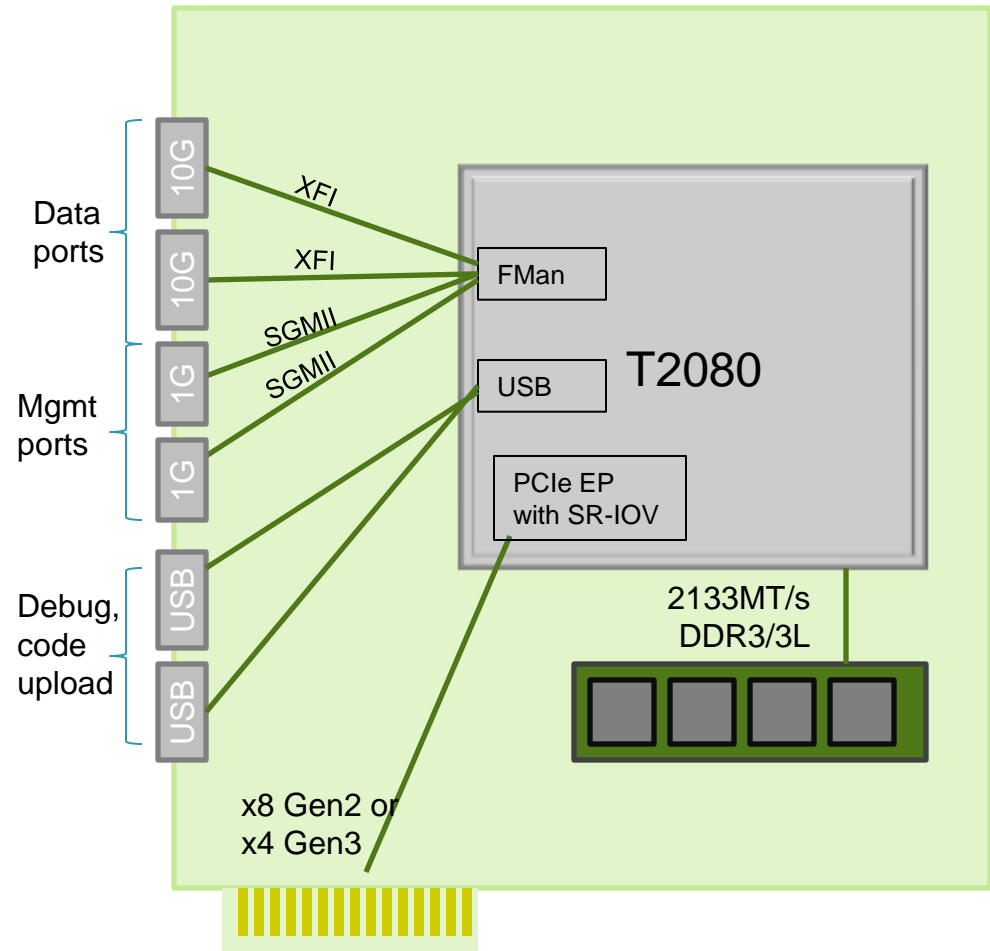 10G
XFI
Data
ports
10G
XFI
FMan
SGMII
1G
SGMII
T2080
USB
Mgmt
ports
1G
PCIe EP
with SR-IOV
USB
Debug,
code
upload
2133MT/s
DDR3/3L
USB
x8 Gen2 or
x4 Gen3